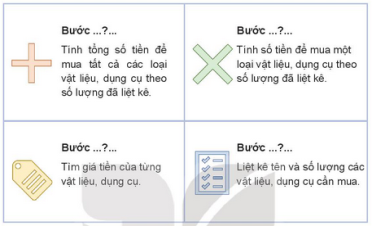 Bước ...?...
Tính tổng số tiền để
mua tất cả các loại
vật liệu, dụng cụ theo
số lượng đã liệt kê.
Bước ...?...
Tính số tiền để mua một
loại vật liệu, dụng cụ theo
số lượng đã liệt kê.
Bước ...?...
Tìm giá tiền của từng
vật liệu, dụng cụ.
Bước ...?...
Liệt kê tên và số lượng các
vật liệu, dụng cụ cần mua.